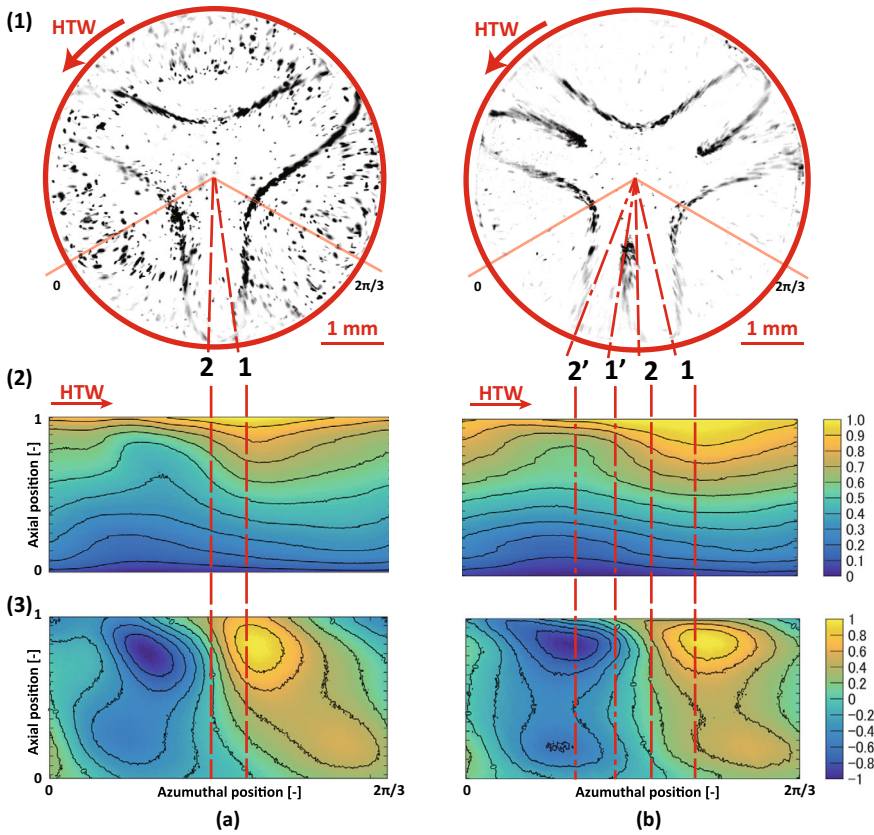 (1)
HTW
HTW
0
2π/3
0
2π/3
1 mm
1 mm
2
1
2’
1’
2
1
(2)
HTW
HTW
1
0
Axial position [-]
1.0
0.9
0.8
0.7
0.6
0.5
0.4
0.3
0.2
0.1
0
(3)
1
0
Axial position [-]
0
0
0
1
0.8
0.6
0.4
0.2
0
−0.2
−0.4
−0.6
−0.8
−1
0
Azumuthal position [-]
2π/3
0
Azumuthal position [-]
2π/3
(a)
(b)